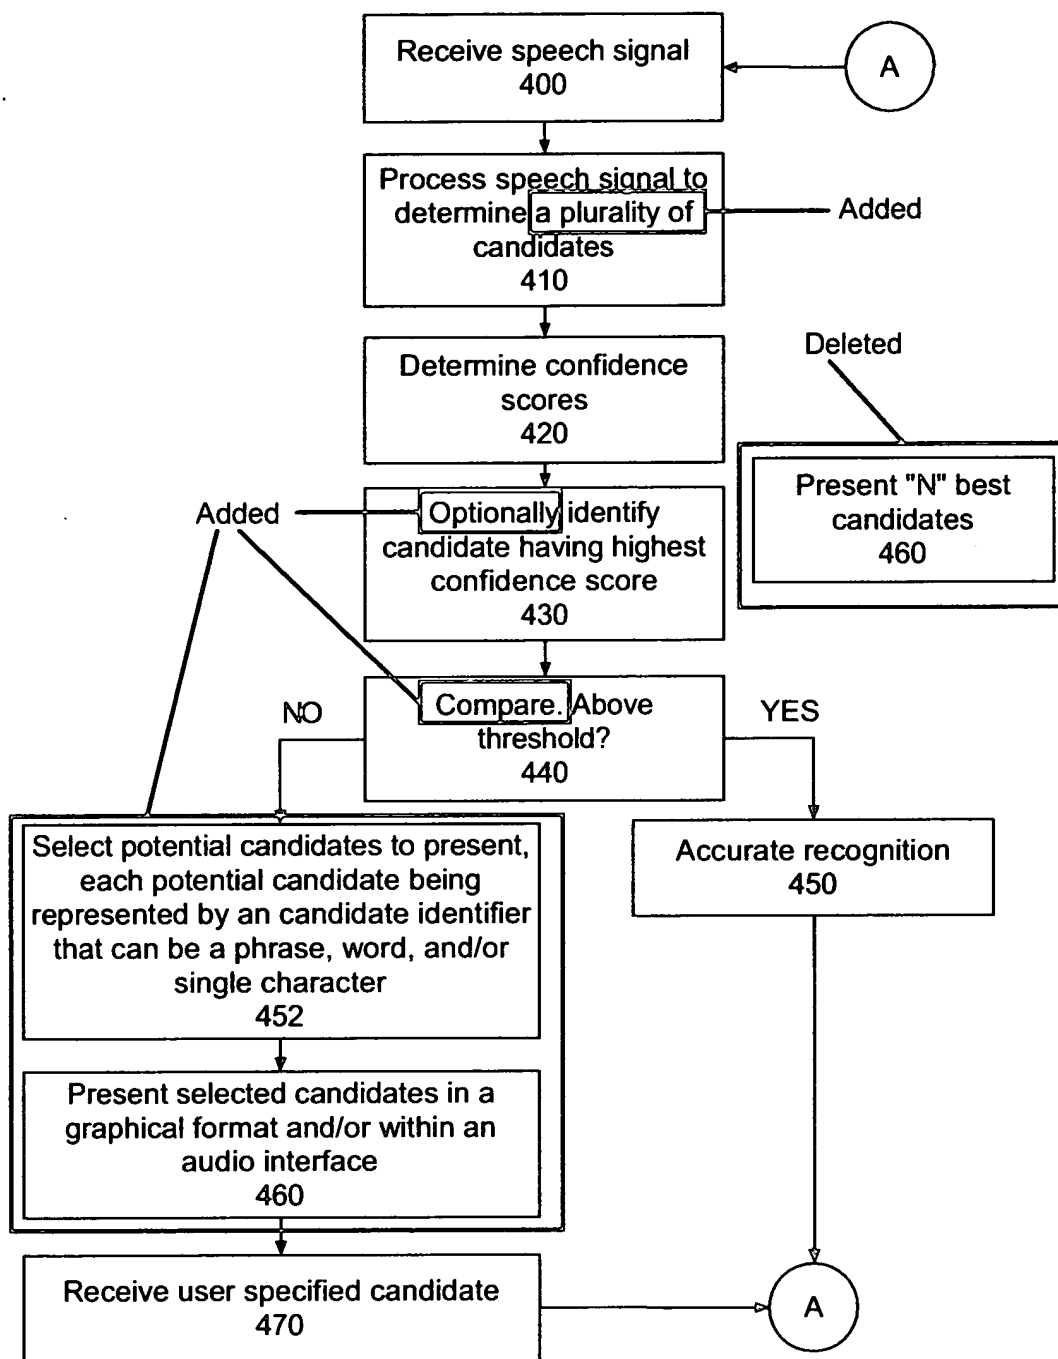 Receive speech signal
400
A
Process speech signal to
determine a plurality of
candidates
410
Added
Determine confidence
scores
420
Deleted
Present "N" best
candidates
460
Added
Optionally identify
candidate having highest
confidence score
430
NO
Compare. Above
threshold?
440
YES
Select potential candidates to present,
each potential candidate being
represented by an candidate identifier
that can be a phrase, word, and/or
single character
452
Accurate recognition
450
Present selected candidates in a
graphical format and/or within an
audio interface
460
Receive user specified candidate
470
A